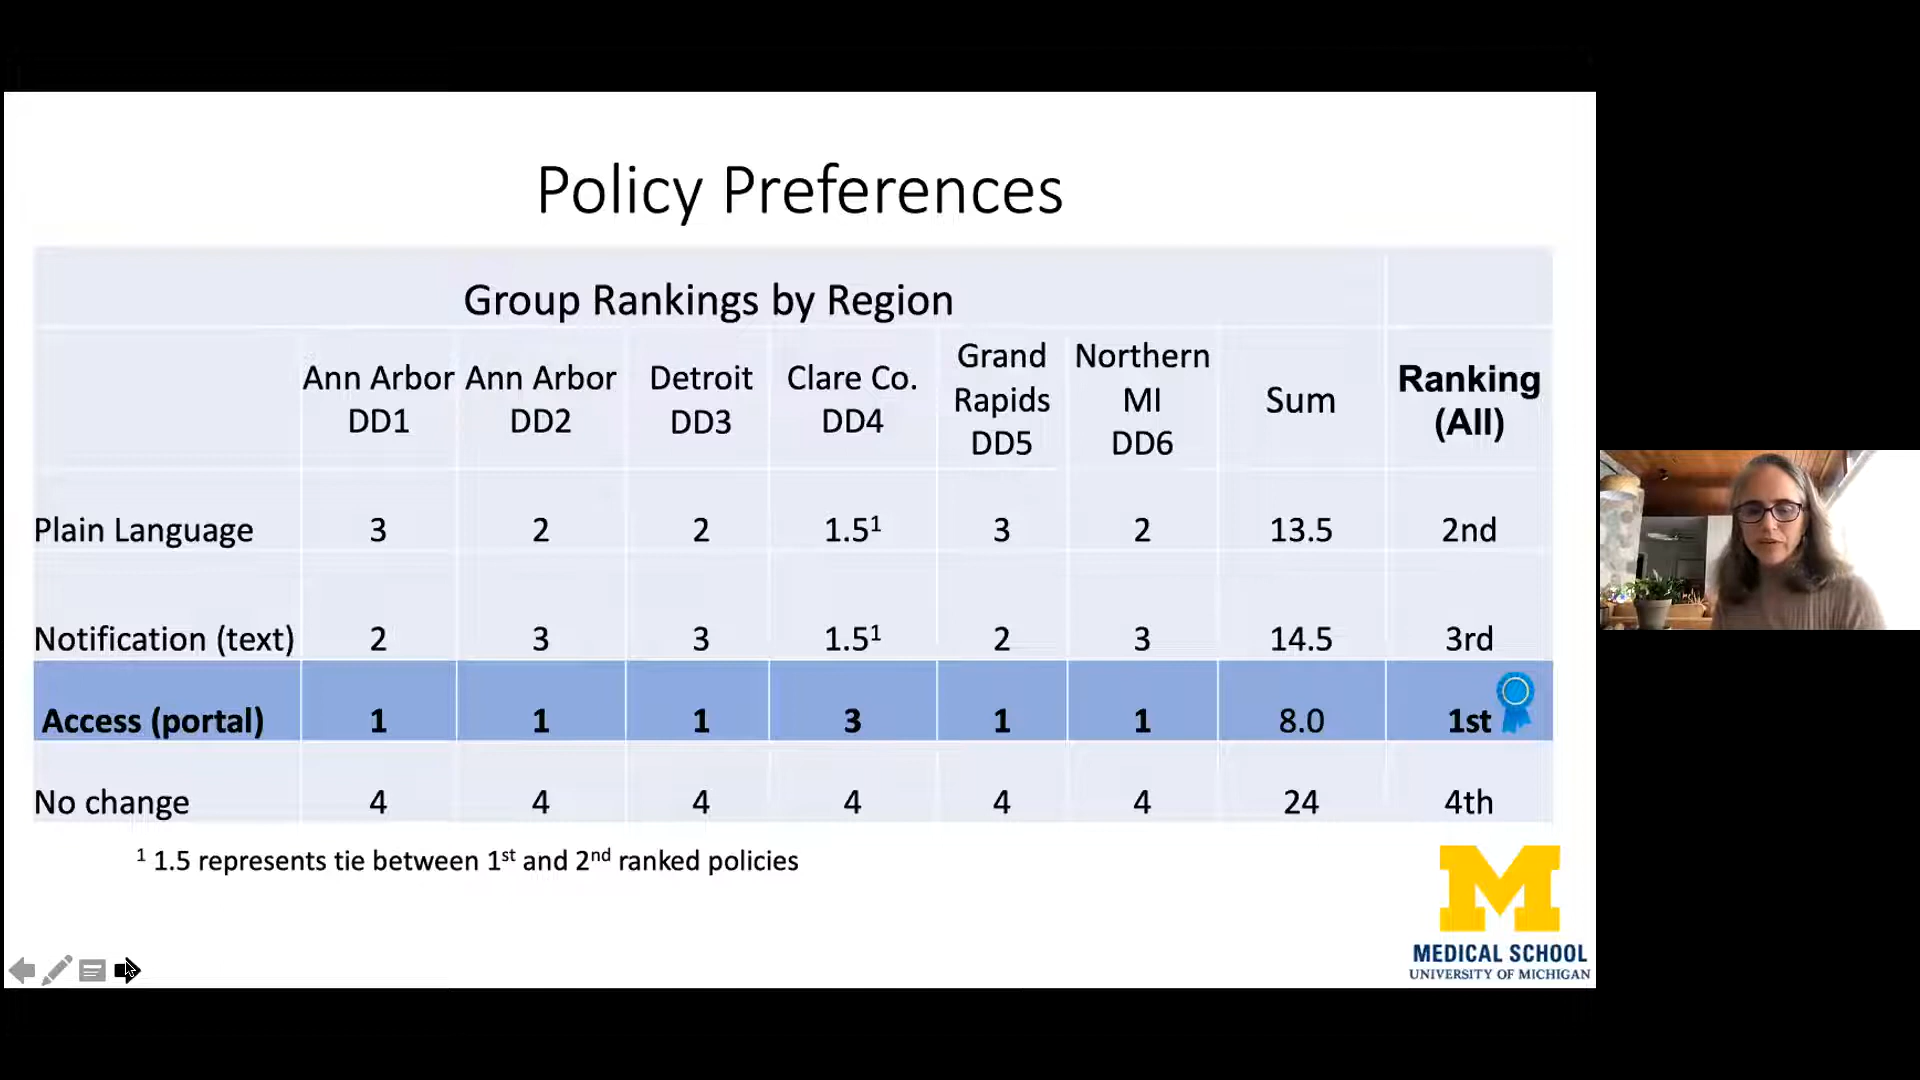 Policy Preferences
Group Rankings by Region
Ann Arbor DD1 Ann Arbor DD2 Detroit DD3 Clare Co. DD4 Grand Rapids DD5 Northern MI DD6 Sum Ranking (All)
Plain Language 3 2 2 1.5¹ 3 2 13.5 2nd
Notification (text) 2 3 3 1.5¹ 2 3 14.5 3rd
Access (portal) 1 1 1 3 1 1 8.0 1st
No change 4 4 4 4 4 4 24 4th
¹ 1.5 represents tie between 1st and 2nd ranked policies
M
MEDICAL SCHOOL
UNIVERSITY OF MICHIGAN